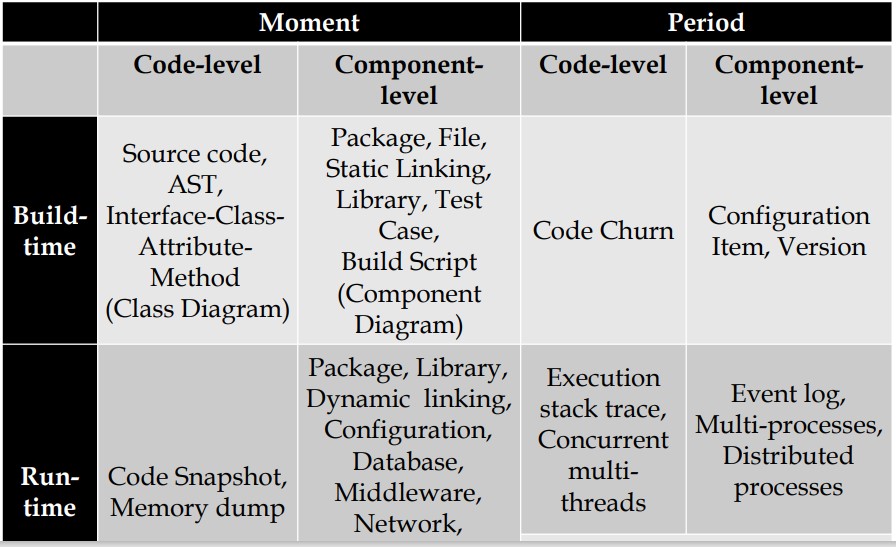 Moment
Period
Code-level
Component-
level
Code-level
Component-
level
Build-
time
Source code,
AST,
Interface-Class-
Attribute-
Method
(Class Diagram)
Package, File,
Static Linking,
Library, Test
Case,
Build Script
(Component
Diagram)
Code Churn
Configuration
Item, Version
Run-
time
Code Snapshot,
Memory dump
Package, Library,
Dynamic linking,
Configuration,
Database,
Middleware,
Network,
Execution
stack trace,
Concurrent
multi-
threads
Event log,
Multi-processes,
Distributed
processes